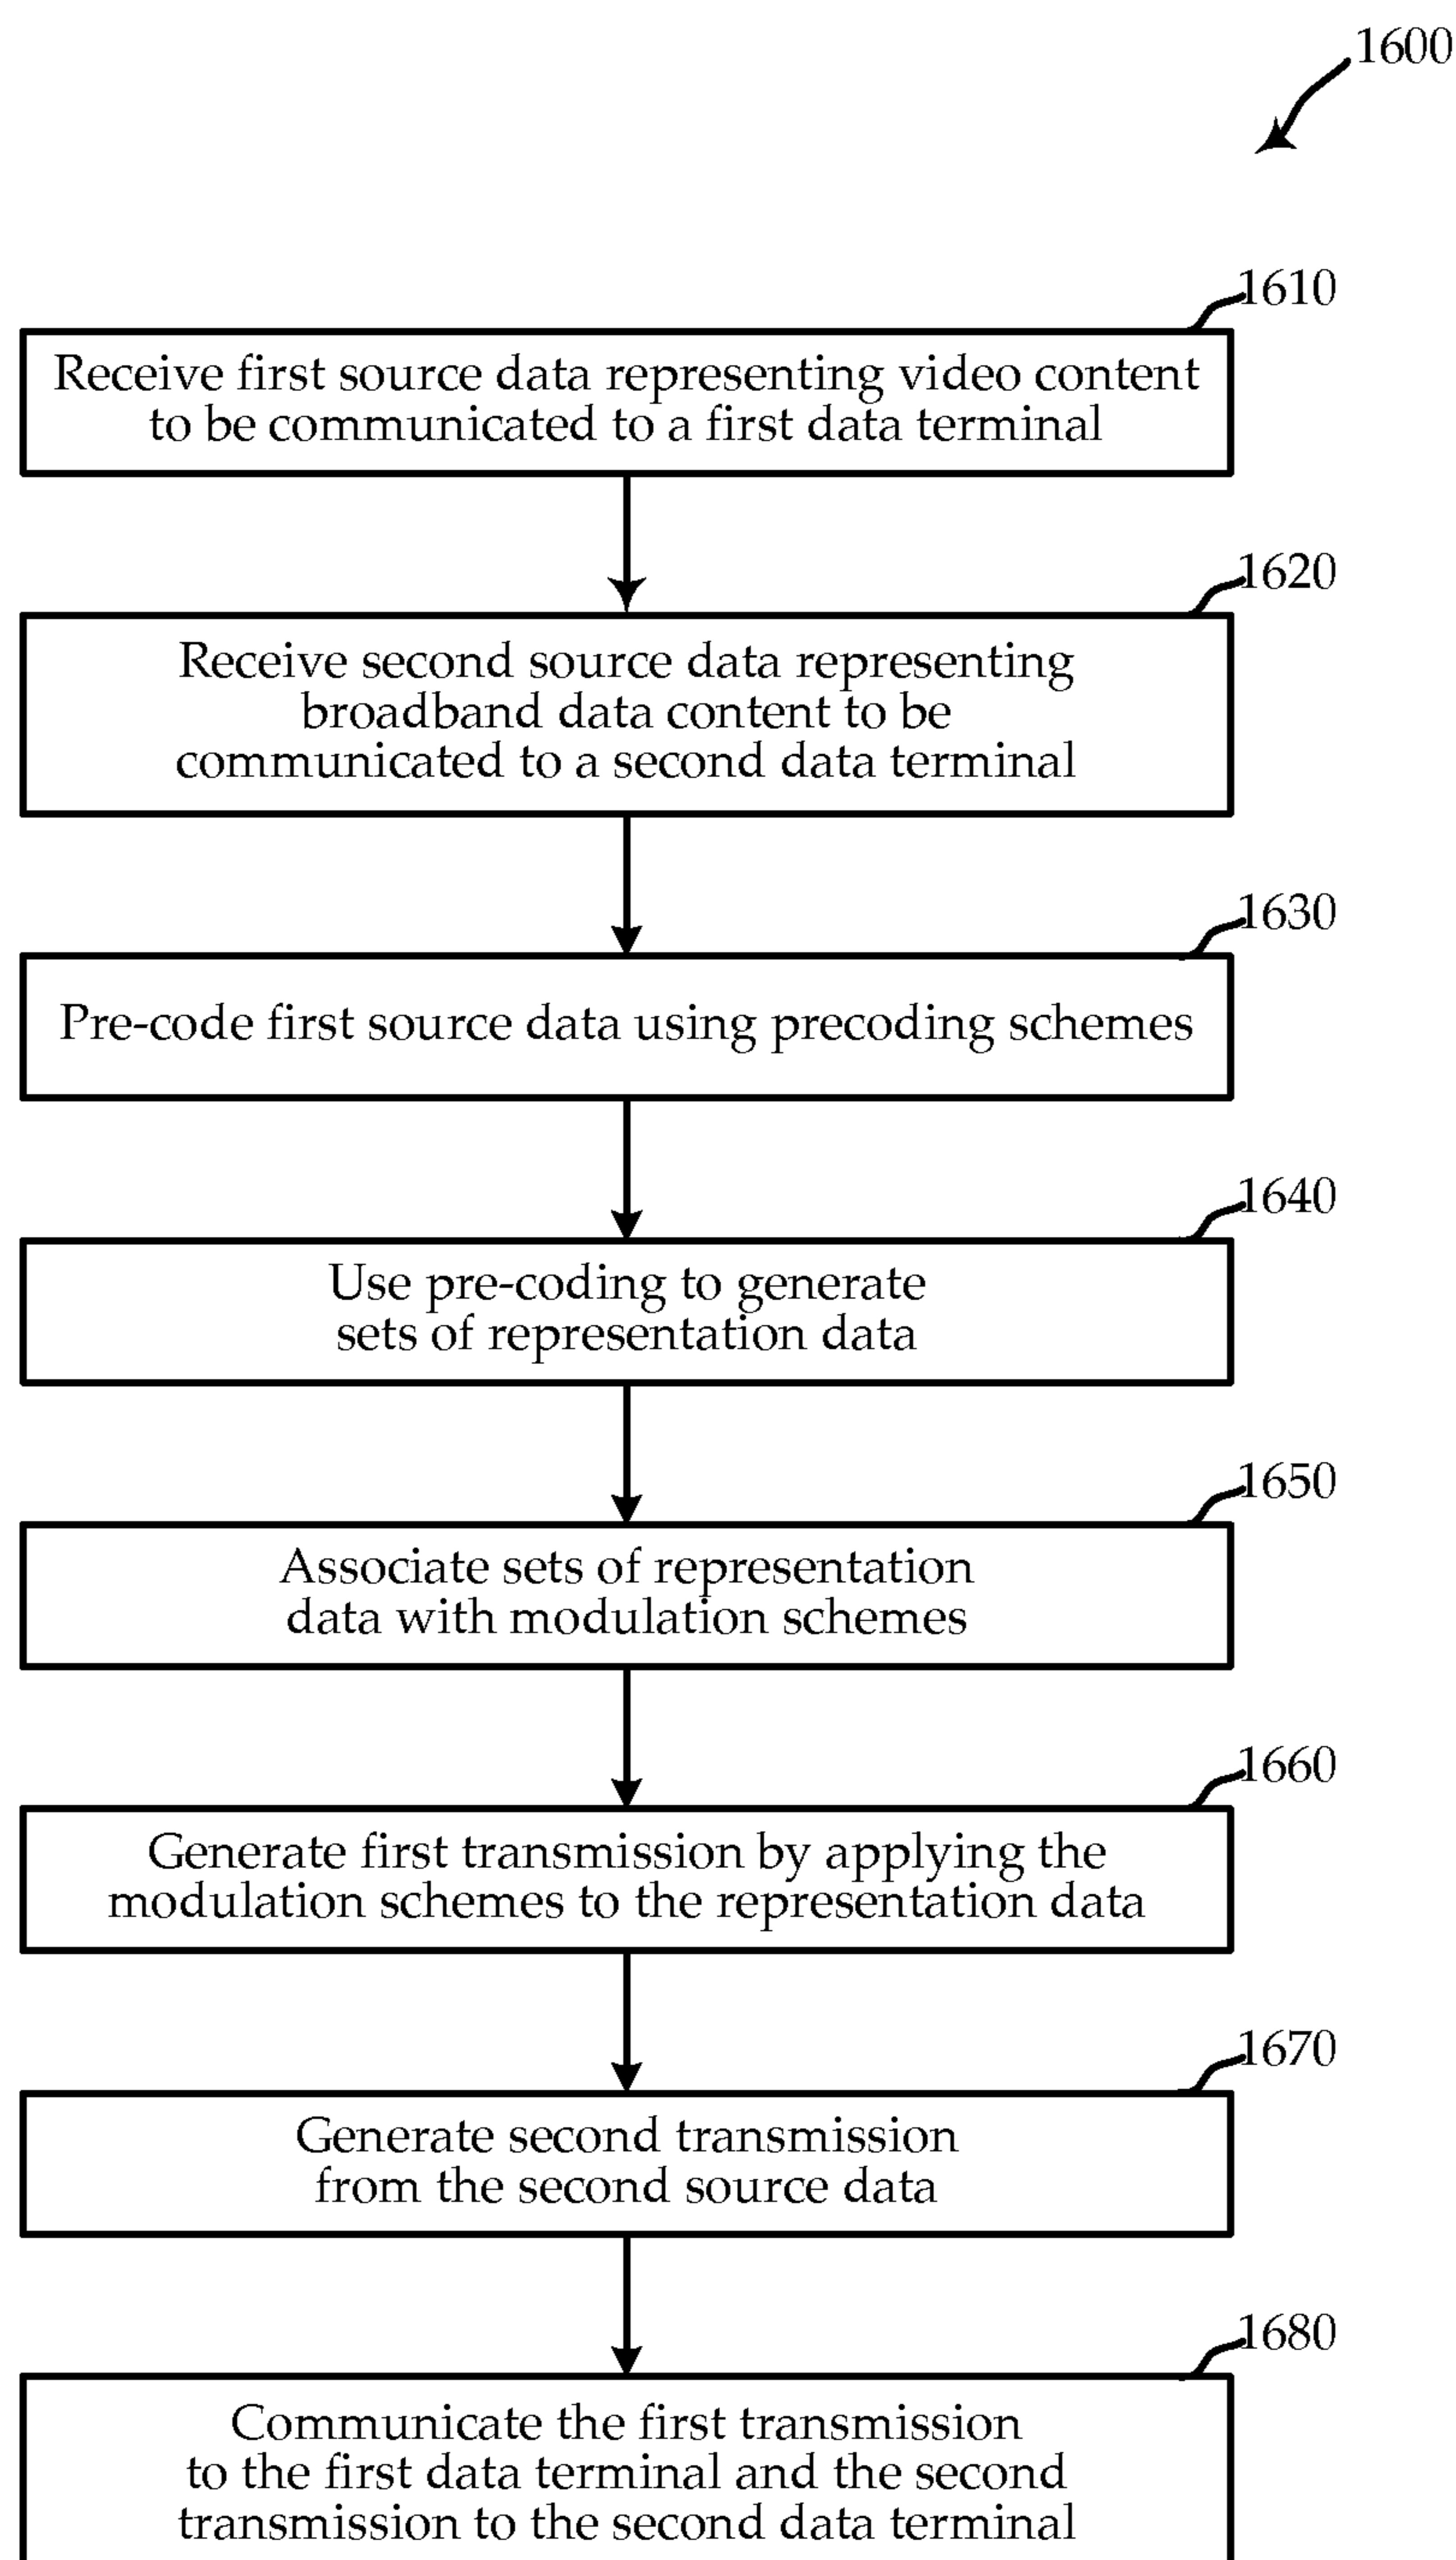 1600
1610
Receive first source data representing video content
to be communicated to a first data terminal
1620
Receive second source data representing
broadband data content to be
communicated to a second data terminal
1630
Pre-code first source data using precoding schemes
1640
Use pre-coding to generate
sets of representation data
1650
Associate sets of representation
data with modulation schemes
1660
Generate first transmission by applying the
modulation schemes to the representation data
1670
Generate second transmission
from the second source data
1680
Communicate the first transmission
to the first data terminal and the second
transmission to the second data terminal